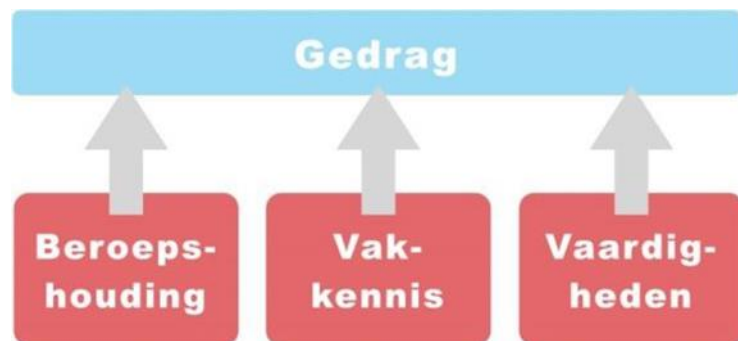 Gedrag
Beroeps-
houding
Vak-
kennis
Vaardig-
heden